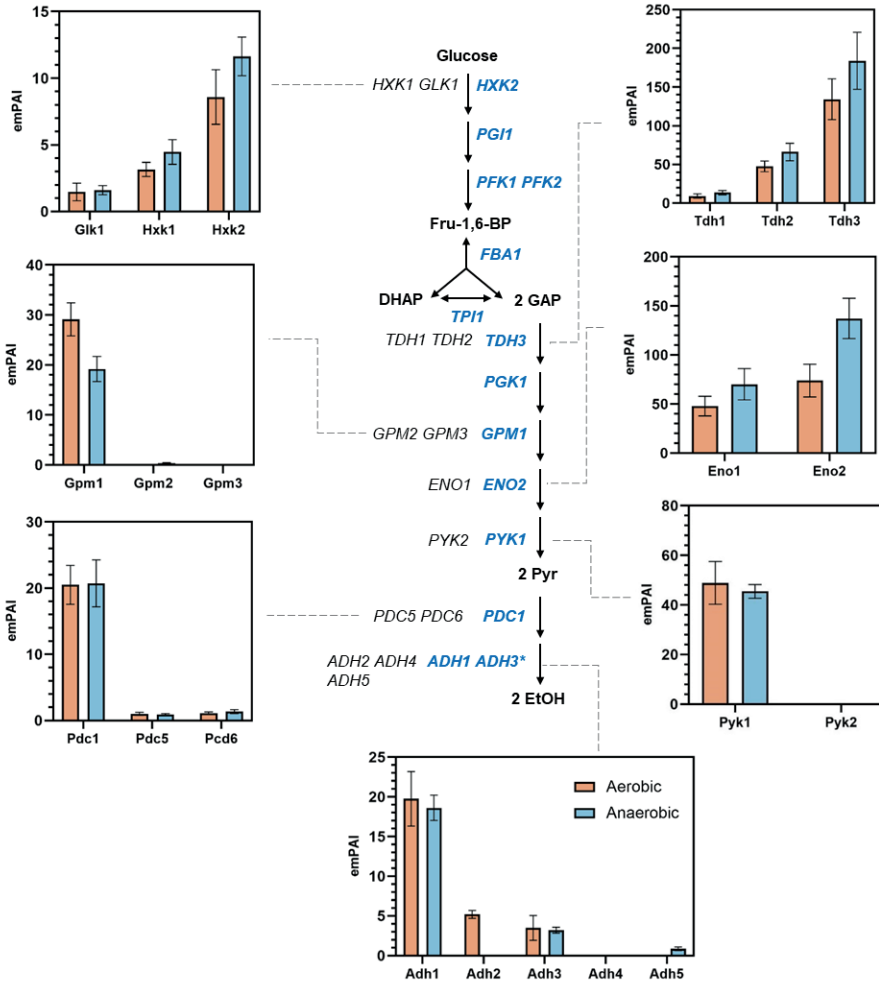 15
10
5
0
emPAI
Glk1 Hxk1 Hxk2
40
30
20
10
0
emPAI
Gpm1 Gpm2 Gpm3
30
20
10
0
emPAI
Pdc1 Pdc5 Pcd6
Glucose
HXK1 GLK1 HXK2
PGI1
PFK1 PFK2
Fru-1,6-BP
FBA1
DHAP 2 GAP
TPI1
TDH1 TDH2 TDH3
PGK1
GPM2 GPM3 GPM1
ENO1 ENO2
PYK2 PYK1
2 Pyr
PDC5 PDC6 PDC1
ADH2 ADH4 ADH1 ADH3*
ADH5
2 EtOH
250
200
150
100
50
0
emPAI
Tdh1 Tdh2 Tdh3
200
150
100
50
0
emPAI
Eno1 Eno2
80
60
40
20
0
emPAI
Pyk1 Pyk2
25
20
15
10
5
0
emPAI
Aerobic
Anaerobic
Adh1 Adh2 Adh3 Adh4 Adh5